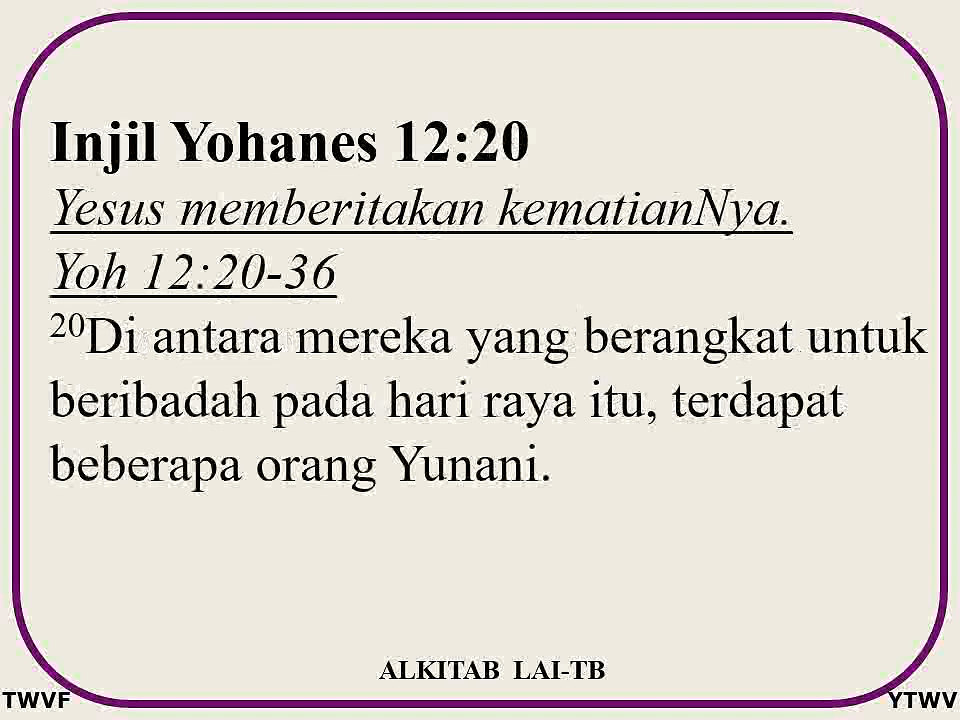 Injil Yohanes 12:20
Yesus memberitakan kematianNya.
Yoh 12:20-36
20Di antara mereka yang berangkat untuk
beribadah pada hari raya itu, terdapat
beberapa orang Yunani.
ALKITAB LAI-TB
TWVF
YTWV